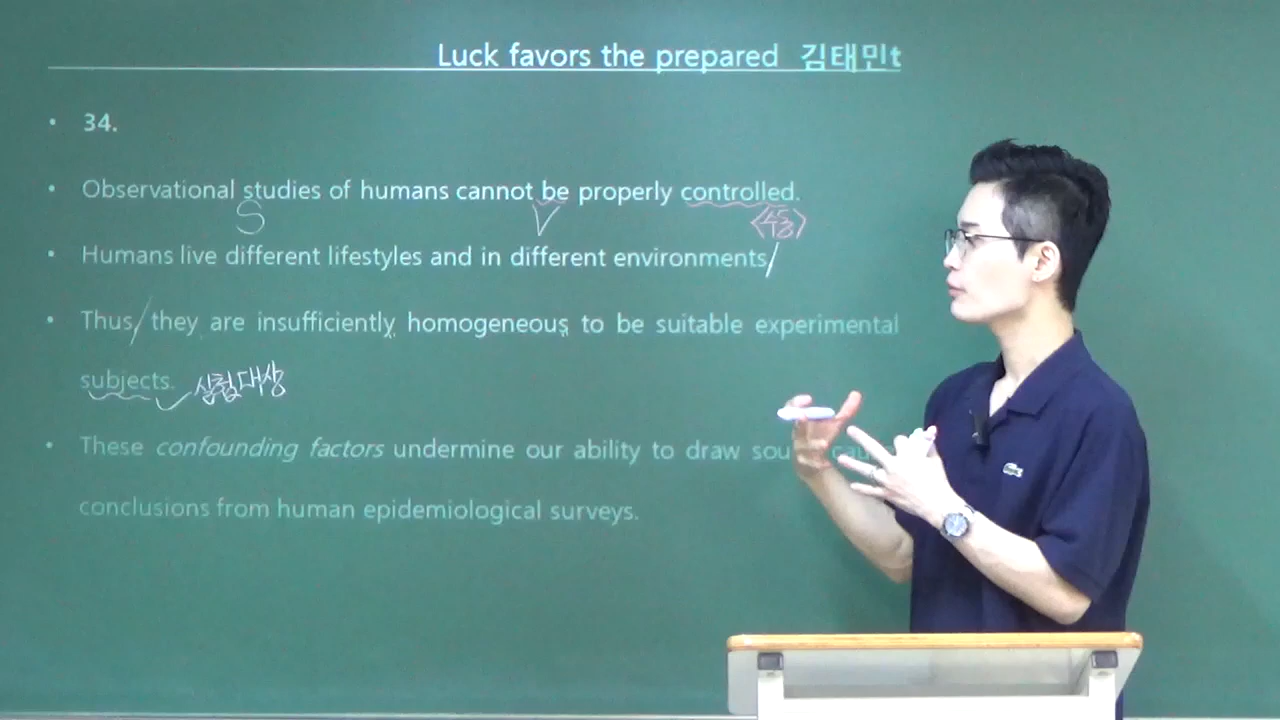 Luck favors the prepared 김태민t
• 34.
• Observational studies of humans cannot be properly controlled.
S V <수동>
• Humans live different lifestyles and in different environments/
• Thus,/ they are insufficiently homogeneous to be suitable experimental
subjects. 실험대상
• These confounding factors undermine our ability to draw
conclusions from human epidemiological surveys.